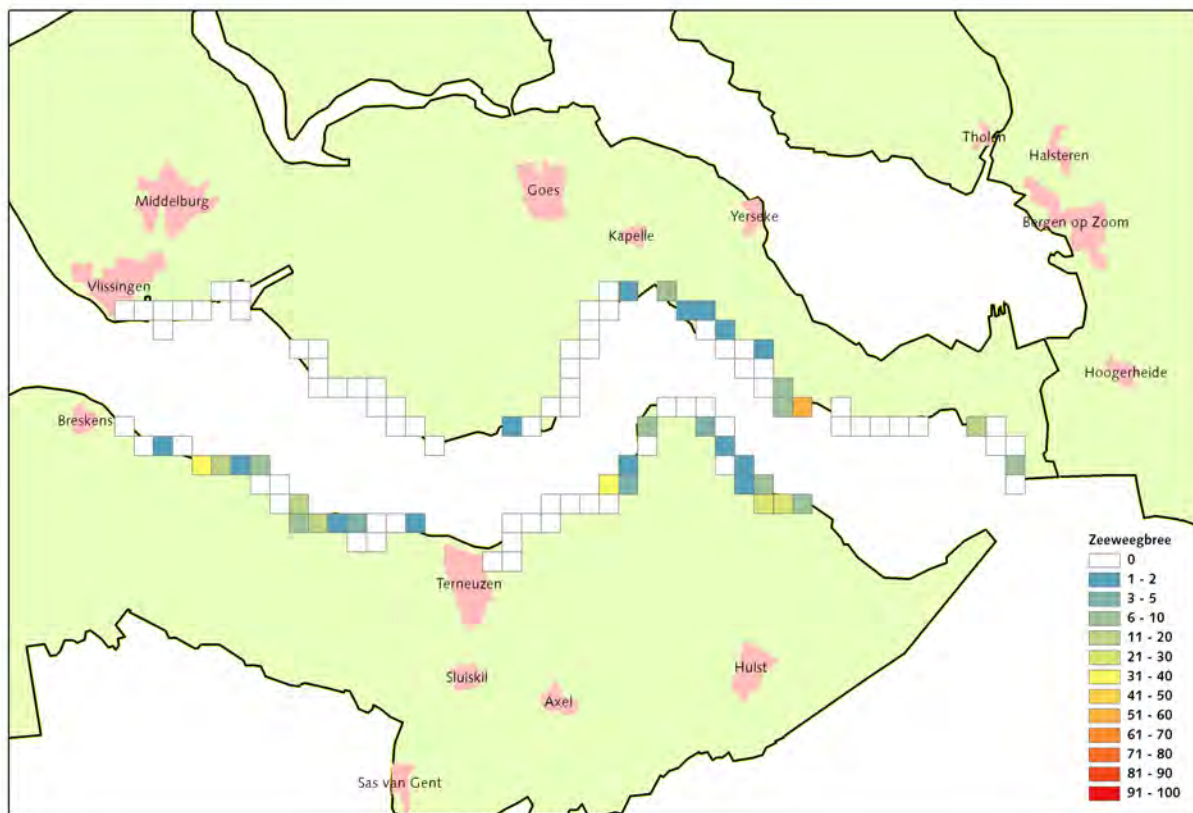 Tholen
Halsteren
Middelburg
Goes
Yerseke
Bergen op Zoom
Kapelle
Vlissingen
Hoogerheide
Breskens
Zeeweegbree
0
1 - 2
3 - 5
6 - 10
11 - 20
21 - 30
31 - 40
41 - 50
51 - 60
61 - 70
71 - 80
81 - 90
91 - 100
Terneuzen
Hulst
Sluiskil
Axel
Sas van Gent